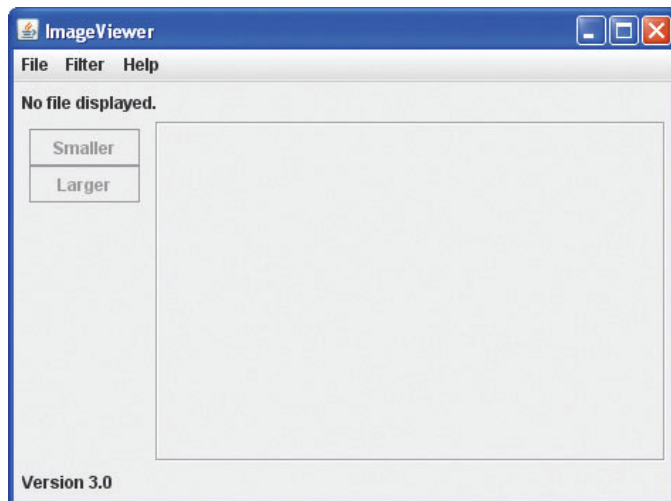 ImageViewer
File Filter Help
No file displayed.
Smaller
Larger
Version 3.0